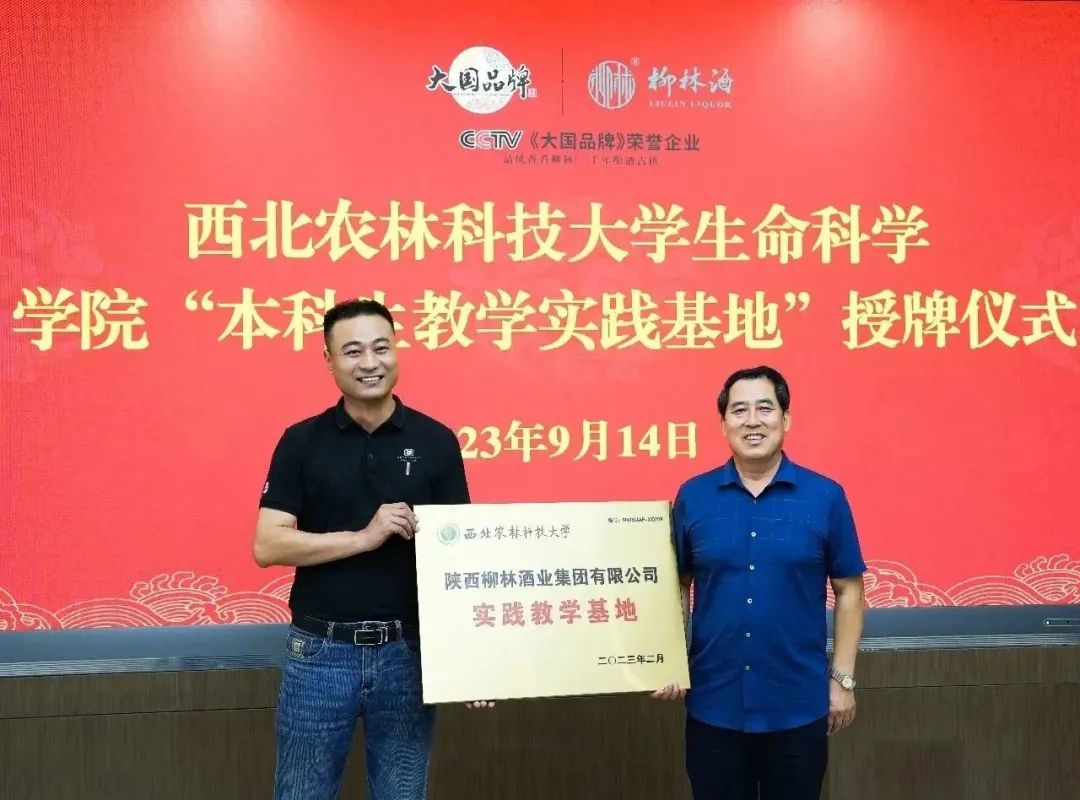 大国品牌
柳林酒
LIULIN LIQUOR
CCTV《大国品牌》荣誉企业
西北农林科技大学生命科学
学院“本科生教学实践基地”授牌仪式
23年9月14日
西北农林科技大学
陕西柳林酒业集团有限公司
实践教学基地
二〇二三年二月